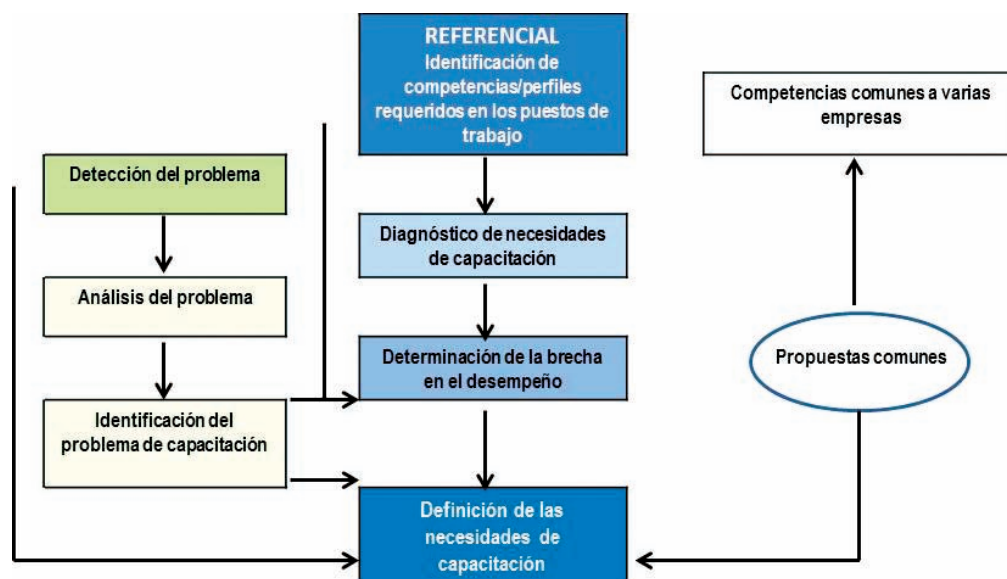 REFERENCIAL
Identificación de
competencias/perfiles
requeridos en los puestos de
trabajo
Competencias comunes a varias
empresas
Detección del problema
Diagnóstico de necesidades
de capacitación
Análisis del problema
Determinación de la brecha
en el desempeño
Propuestas comunes
Identificación del
problema de capacitación
Definición de las
necesidades de
capacitación